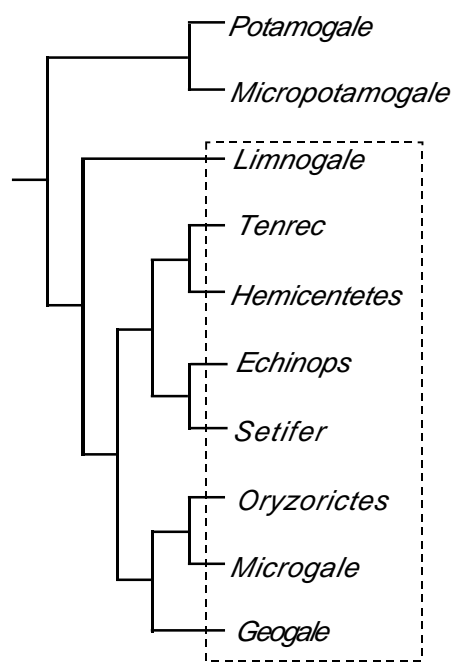 Potamogale
Micropotamogale
Limnogale
Tenrec
Hemicentetes
Echinops
Setifer
Oryzorictes
Microgale
Geogale